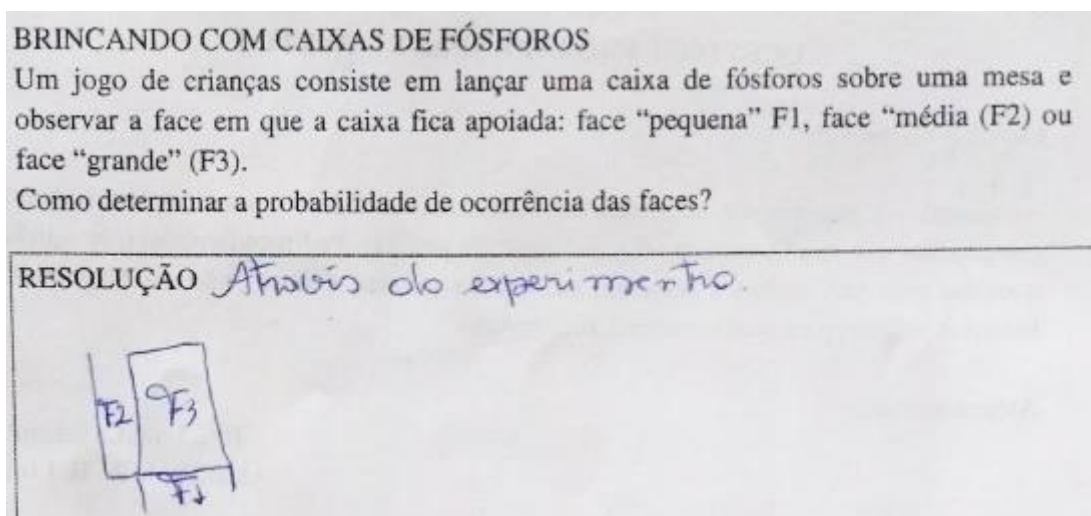 BRINCANDO COM CAIXAS DE FÓSFOROS
Um jogo de crianças consiste em lançar uma caixa de fósforos sobre uma mesa e
observar a face em que a caixa fica apoiada: face “pequena” F1, face “média (F2) ou
face “grande” (F3).
Como determinar a probabilidade de ocorrência das faces?
RESOLUÇÃO Através do experimento.
F2 F3
F1